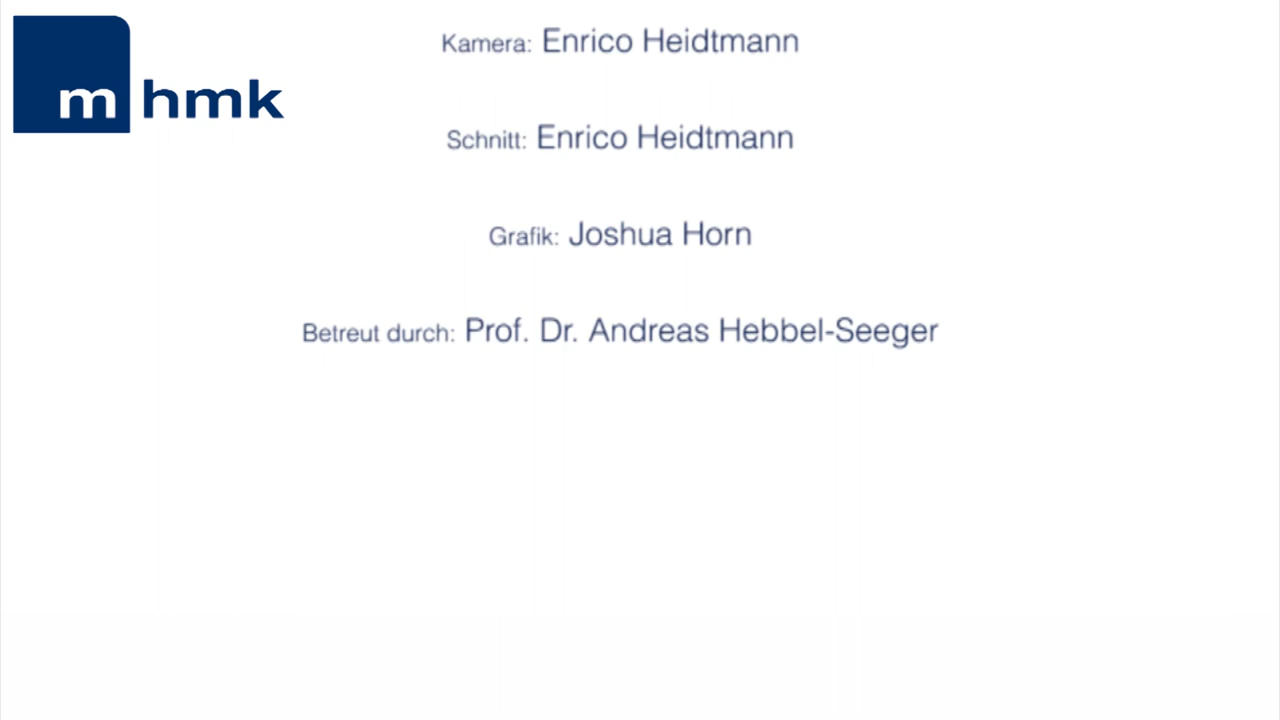 mhmk
Kamera: Enrico Heidtmann
Schnitt: Enrico Heidtmann
Grafik: Joshua Horn
Betreut durch: Prof. Dr. Andreas Hebbel-Seeger